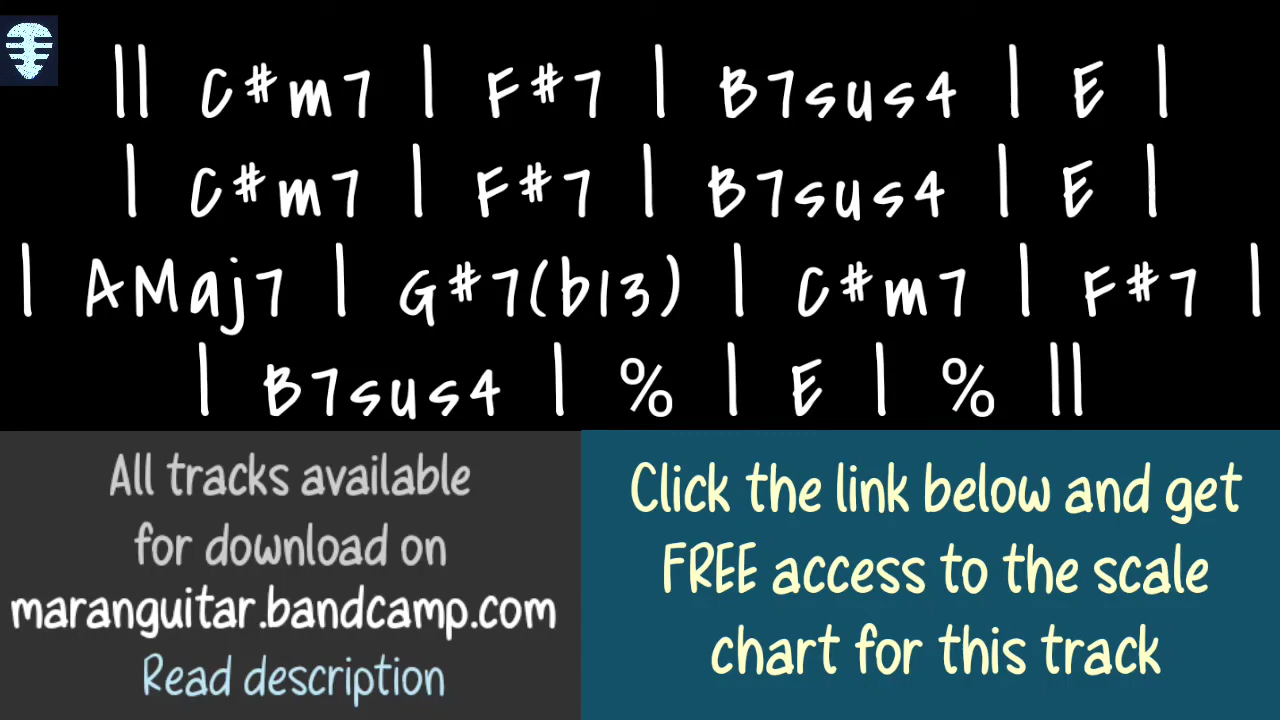 || C#m7 | F#7 | B7sus4 | E |
| C#m7 | F#7 | B7sus4 | E |
| AMaj7 | G#7(b13) | C#m7 | F#7 |
| B7sus4 | % | E | % ||
All tracks available
for download on
maranguitar.bandcamp.com
Read description
Click the link below and get
FREE access to the scale
chart for this track